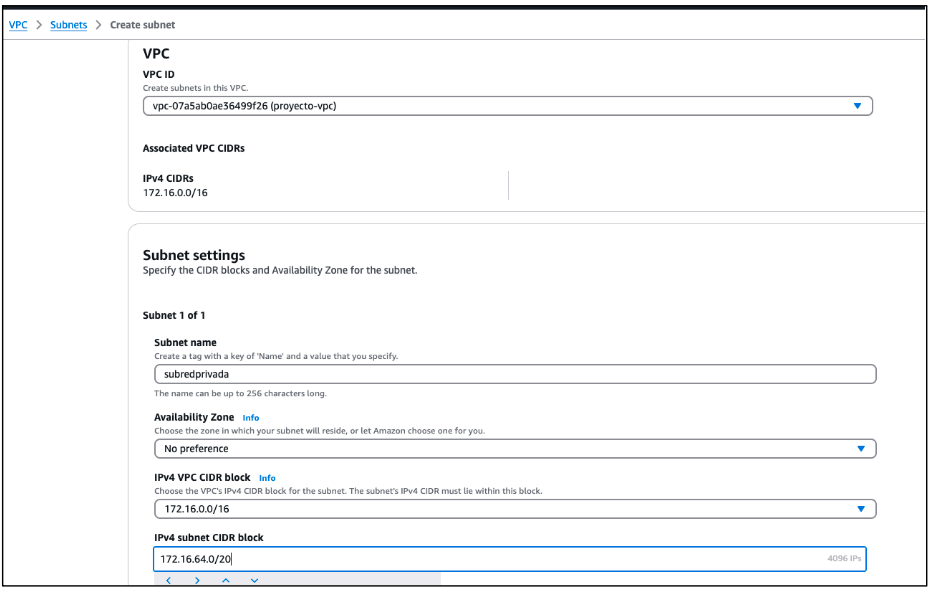 VPC > Subnets > Create subnet
VPC
VPC ID
Create subnets in this VPC.
vpc-07a5ab0ae36499f26 (proyecto-vpc)
Associated VPC CIDRs
IPv4 CIDRs
172.16.0.0/16
Subnet settings
Specify the CIDR blocks and Availability Zone for the subnet.
Subnet 1 of 1
Subnet name
Create a tag with a key of 'Name' and a value that you specify.
subredprivada
The name can be up to 256 characters long.
Availability Zone Info
Choose the zone in which your subnet will reside, or let Amazon choose one for you.
No preference
IPv4 VPC CIDR block Info
Choose the VPC's IPv4 CIDR block for the subnet. The subnet's IPv4 CIDR must lie within this block.
172.16.0.0/16
IPv4 subnet CIDR block
172.16.64.0/20 4096 IPs